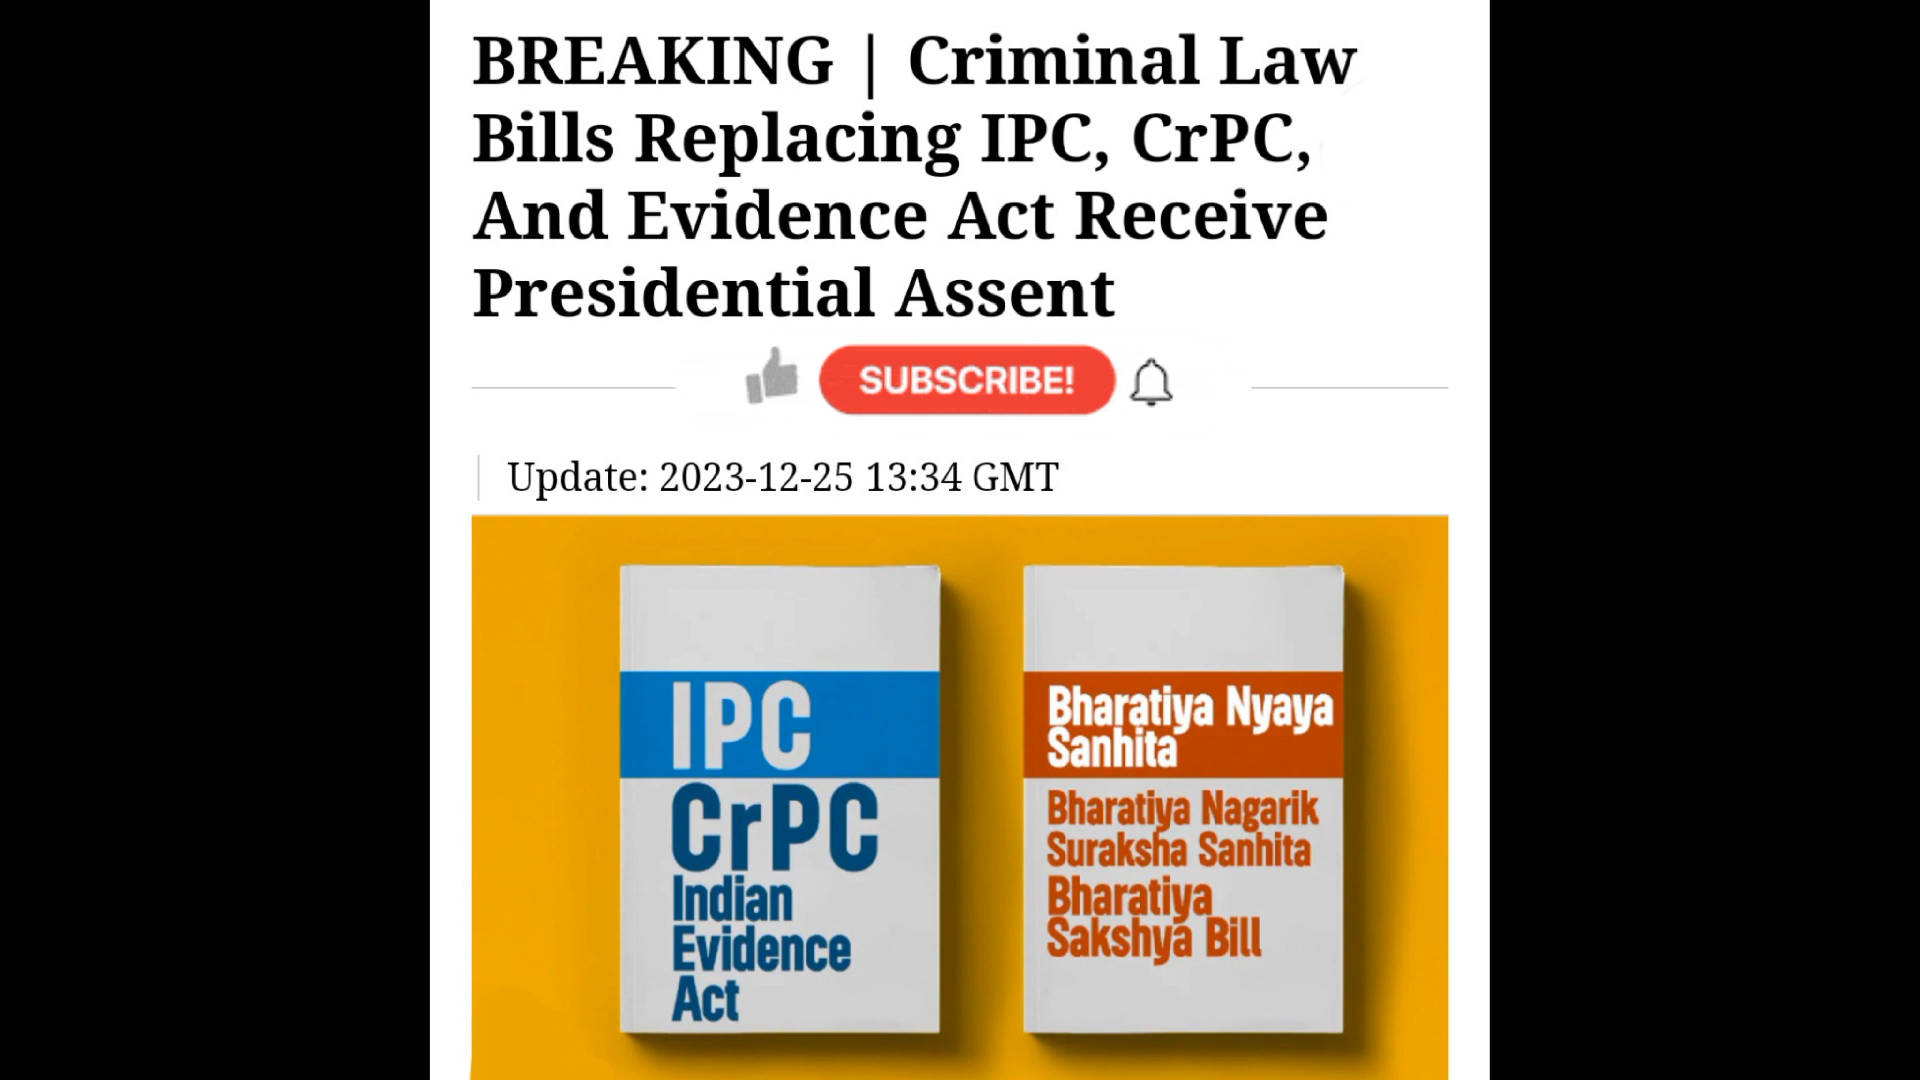 BREAKING | Criminal Law
Bills Replacing IPC, CrPC,
And Evidence Act Receive
Presidential Assent
SUBSCRIBE!
Update: 2023-12-25 13:34 GMT
IPC
CrPC
Indian
Evidence
Act
Bharatiya Nyaya
Sanhita
Bharatiya Nagarik
Suraksha Sanhita
Bharatiya
Sakshya Bill